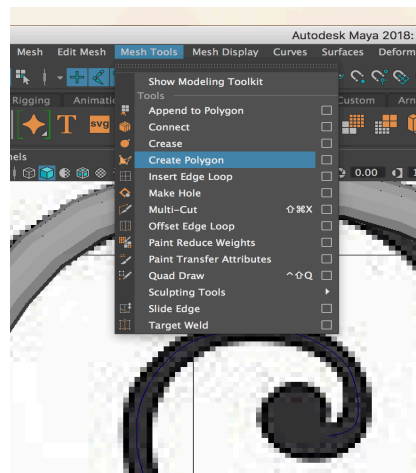 Autodesk Maya 2018:
Mesh Edit Mesh Mesh Tools Mesh Display Curves Surfaces Deform
Rigging Animatio Custom Arn
T svg
nels
0.00
Show Modeling Toolkit
Tools
Append to Polygon
Connect
Crease
Create Polygon
Insert Edge Loop
Make Hole
Multi-Cut ⇧⌘X
Offset Edge Loop
Paint Reduce Weights
Paint Transfer Attributes
Quad Draw ^⇧Q
Sculpting Tools
Slide Edge
Target Weld